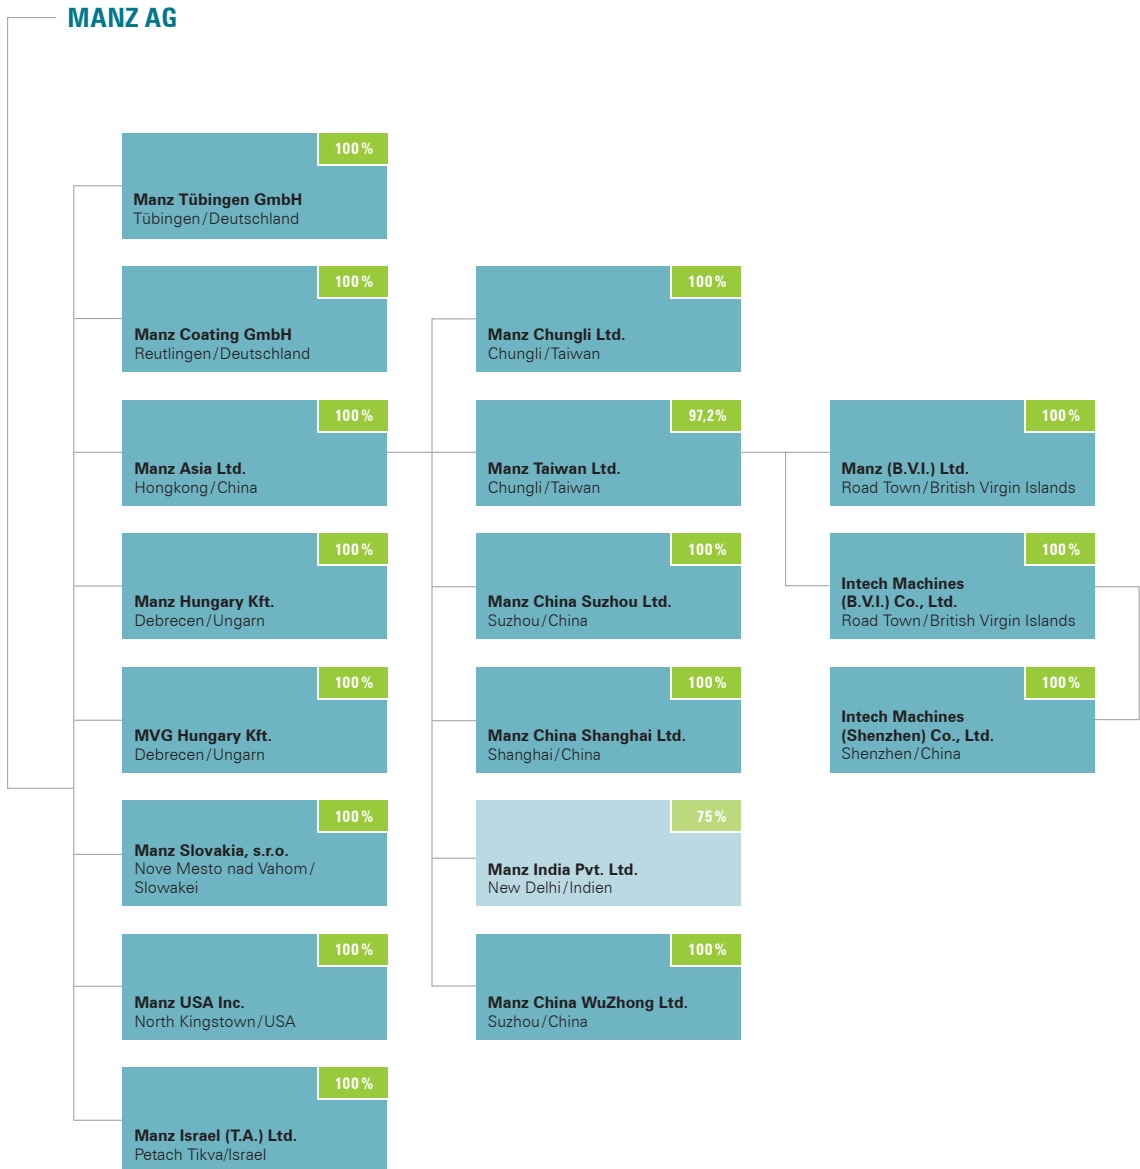 MANZ AG
100 %
Manz Tübingen GmbH
Tübingen / Deutschland
100 %
Manz Coating GmbH
Reutlingen / Deutschland
100 %
Manz Asia Ltd.
Hongkong / China
100 %
Manz Hungary Kft.
Debrecen / Ungarn
100 %
MVG Hungary Kft.
Debrecen / Ungarn
100 %
Manz Slovakia, s.r.o.
Nove Mesto nad Vahom /
Slowakei
100 %
Manz USA Inc.
North Kingstown / USA
100 %
Manz Israel (T.A.) Ltd.
Petach Tikva/Israel
100 %
Manz Chungli Ltd.
Chungli / Taiwan
97,2%
Manz Taiwan Ltd.
Chungli / Taiwan
100 %
Manz China Suzhou Ltd.
Suzhou / China
100 %
Manz China Shanghai Ltd.
Shanghai / China
75 %
Manz India Pvt. Ltd.
New Delhi / Indien
100 %
Manz China WuZhong Ltd.
Suzhou / China
100 %
Manz (B.V.I.) Ltd.
Road Town / British Virgin Islands
100 %
Intech Machines
(B.V.I.) Co., Ltd.
Road Town / British Virgin Islands
100 %
Intech Machines
(Shenzhen) Co., Ltd.
Shenzhen / China